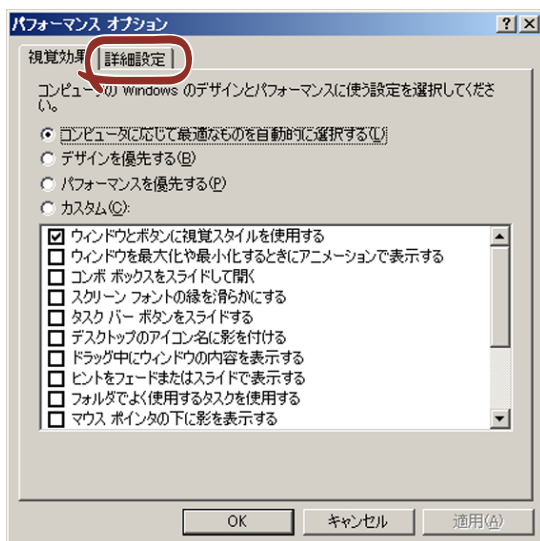 パフォーマンス オプション
視覚効果 詳細設定
コンピュータの Windows のデザインとパフォーマンスに使う設定を選択してくださ
い。
コンピュータに応じて最適なものを自動的に選択する(L)
デザインを優先する(B)
パフォーマンスを優先する(P)
カスタム(C):
ウィンドウとボタンに視覚スタイルを使用する
ウィンドウを最大化や最小化するときにアニメーションで表示する
コンボ ボックスをスライドして開く
スクリーン フォントの縁を滑らかにする
タスク バー ボタンをスライドする
デスクトップのアイコン名に影を付ける
ドラッグ中にウィンドウの内容を表示する
ヒントをフェードまたはスライドで表示する
フォルダでよく使用するタスクを使用する
マウス ポインタの下に影を表示する
OK キャンセル 適用(A)